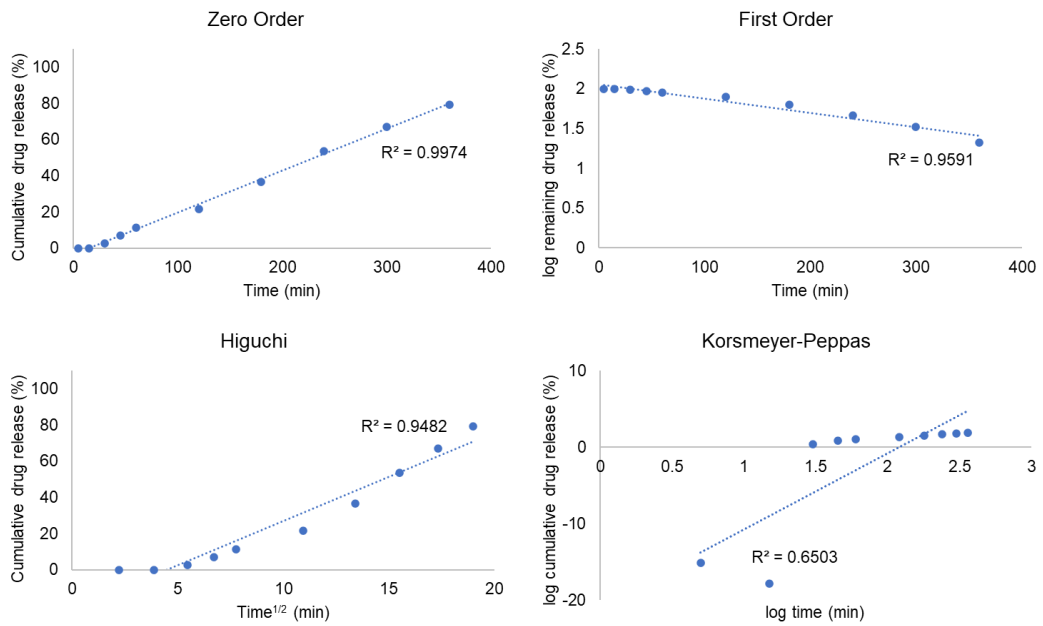 Zero Order
Cumulative drug release (%)
100
80
60
40
20
0
0 100 200 300 400
R² = 0.9974
Time (min)
First Order
log remaining drug release (%)
2.5
2
1.5
1
0.5
0
0 100 200 300 400
R² = 0.9591
Time (min)
Higuchi
Cumulative drug release (%)
100
80
60
40
20
0
0 5 10 15 20
R² = 0.9482
Time1/2 (min)
Korsmeyer-Peppas
log cumulative drug release (%)
10
0
-10
-20
0 0.5 1 1.5 2 2.5 3
R² = 0.6503
log time (min)